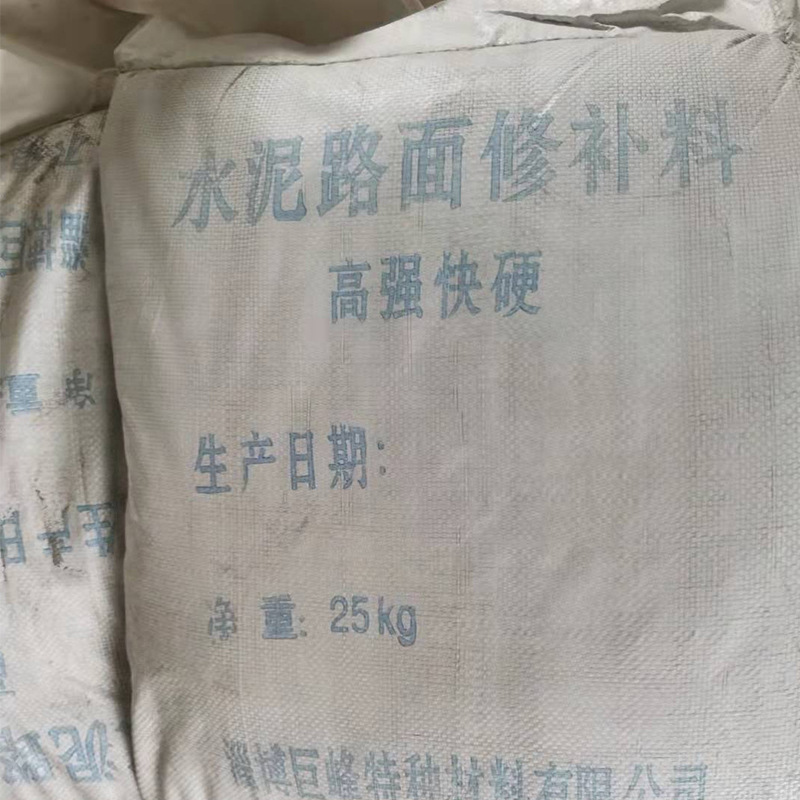 水泥路面修补料
高强快硬
生产日期:
净重: 25kg
淄博巨峰特种材料有限公司